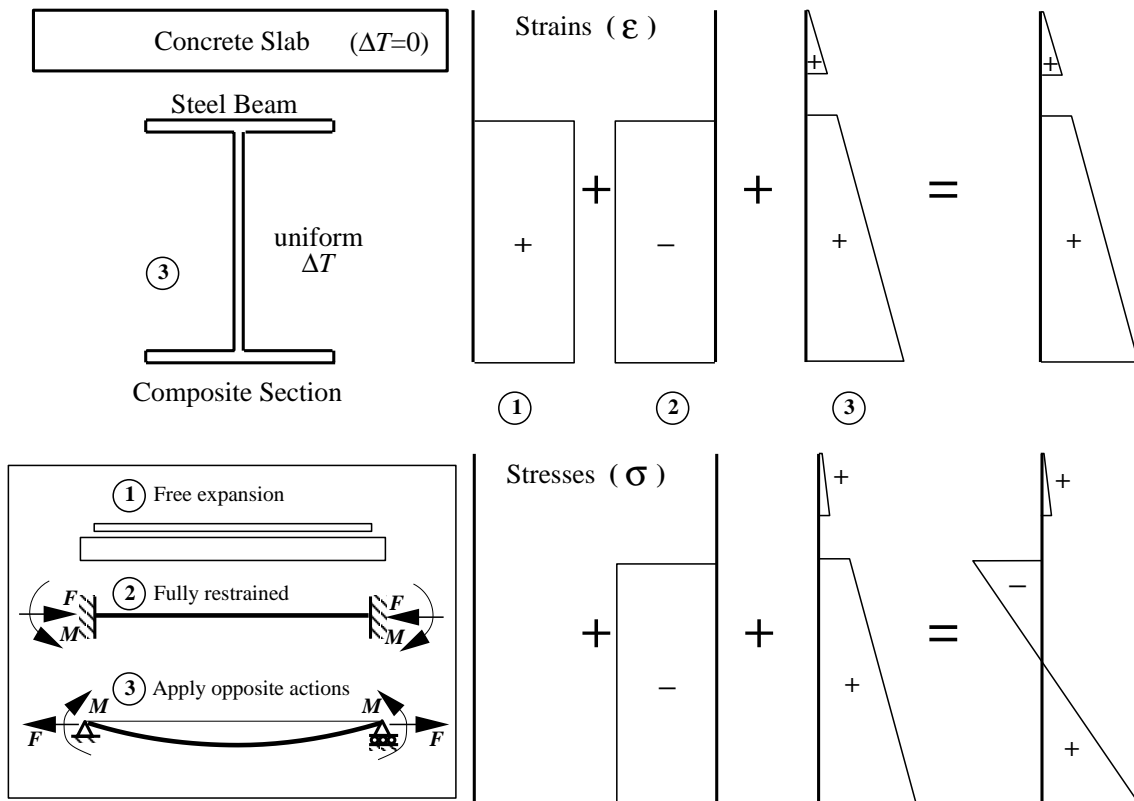 Concrete Slab (ΔT=0)
Steel Beam
uniform
ΔT
3
Composite Section
Strains (ε)
+
+
−
+
+
+
=
+
+
1
2
3
1 Free expansion
2 Fully restrained
F
M
F
M
3 Apply opposite actions
M
F
M
F
Stresses (σ)
+
−
+
+
+
=
+
−
+